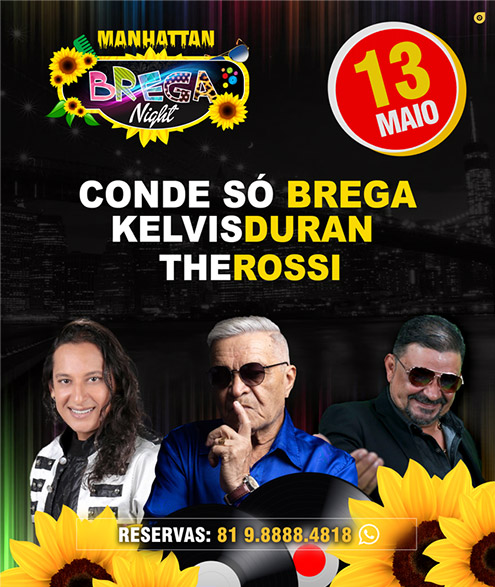 MANHATTAN
BREGA
Night
13
MAIO
CONDE SÓ BREGA
KELVISDURAN
THEROSSI
RESERVAS: 81 9.8888.4818